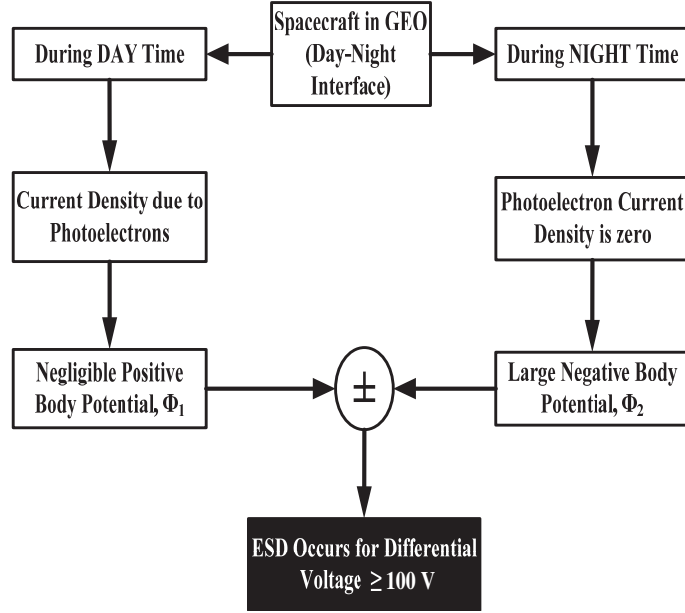 Spacecraft in GEO
(Day-Night
Interface)
During DAY Time
During NIGHT Time
Current Density due to
Photoelectrons
Photoelectron Current
Density is zero
Negligible Positive
Body Potential, Φ₁
±
Large Negative Body
Potential, Φ₂
ESD Occurs for Differential
Voltage ≥ 100 V